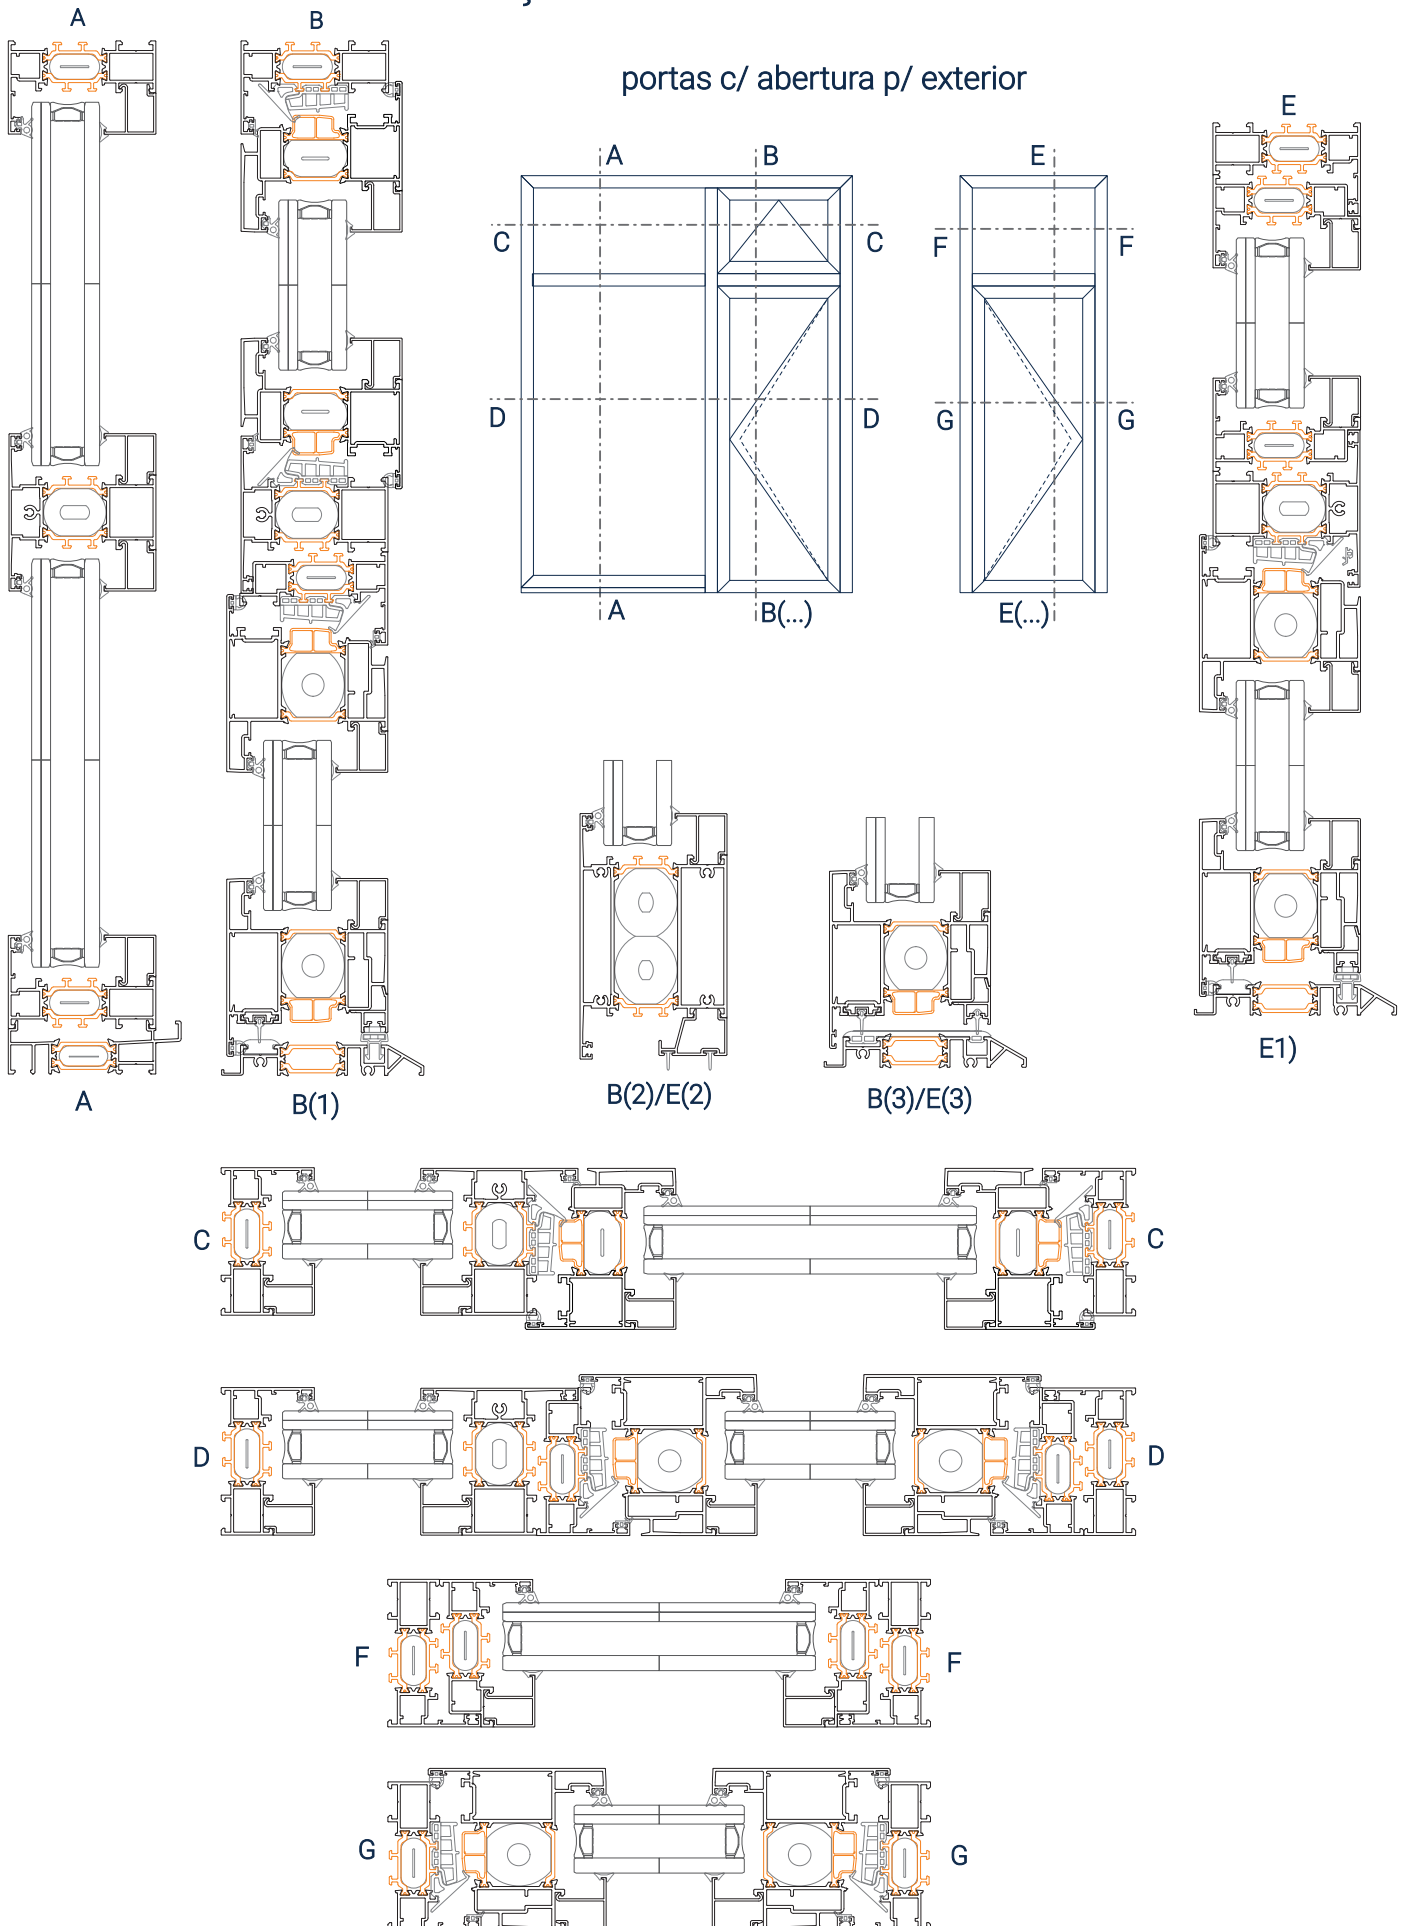 A
B
portas c/ abertura p/ exterior
E
A
B
E
C
C
F
F
D
D
G
G
A
B(...)
E(...)
E1)
A
B(1)
B(2)/E(2)
B(3)/E(3)
C
C
D
D
F
F
G
G